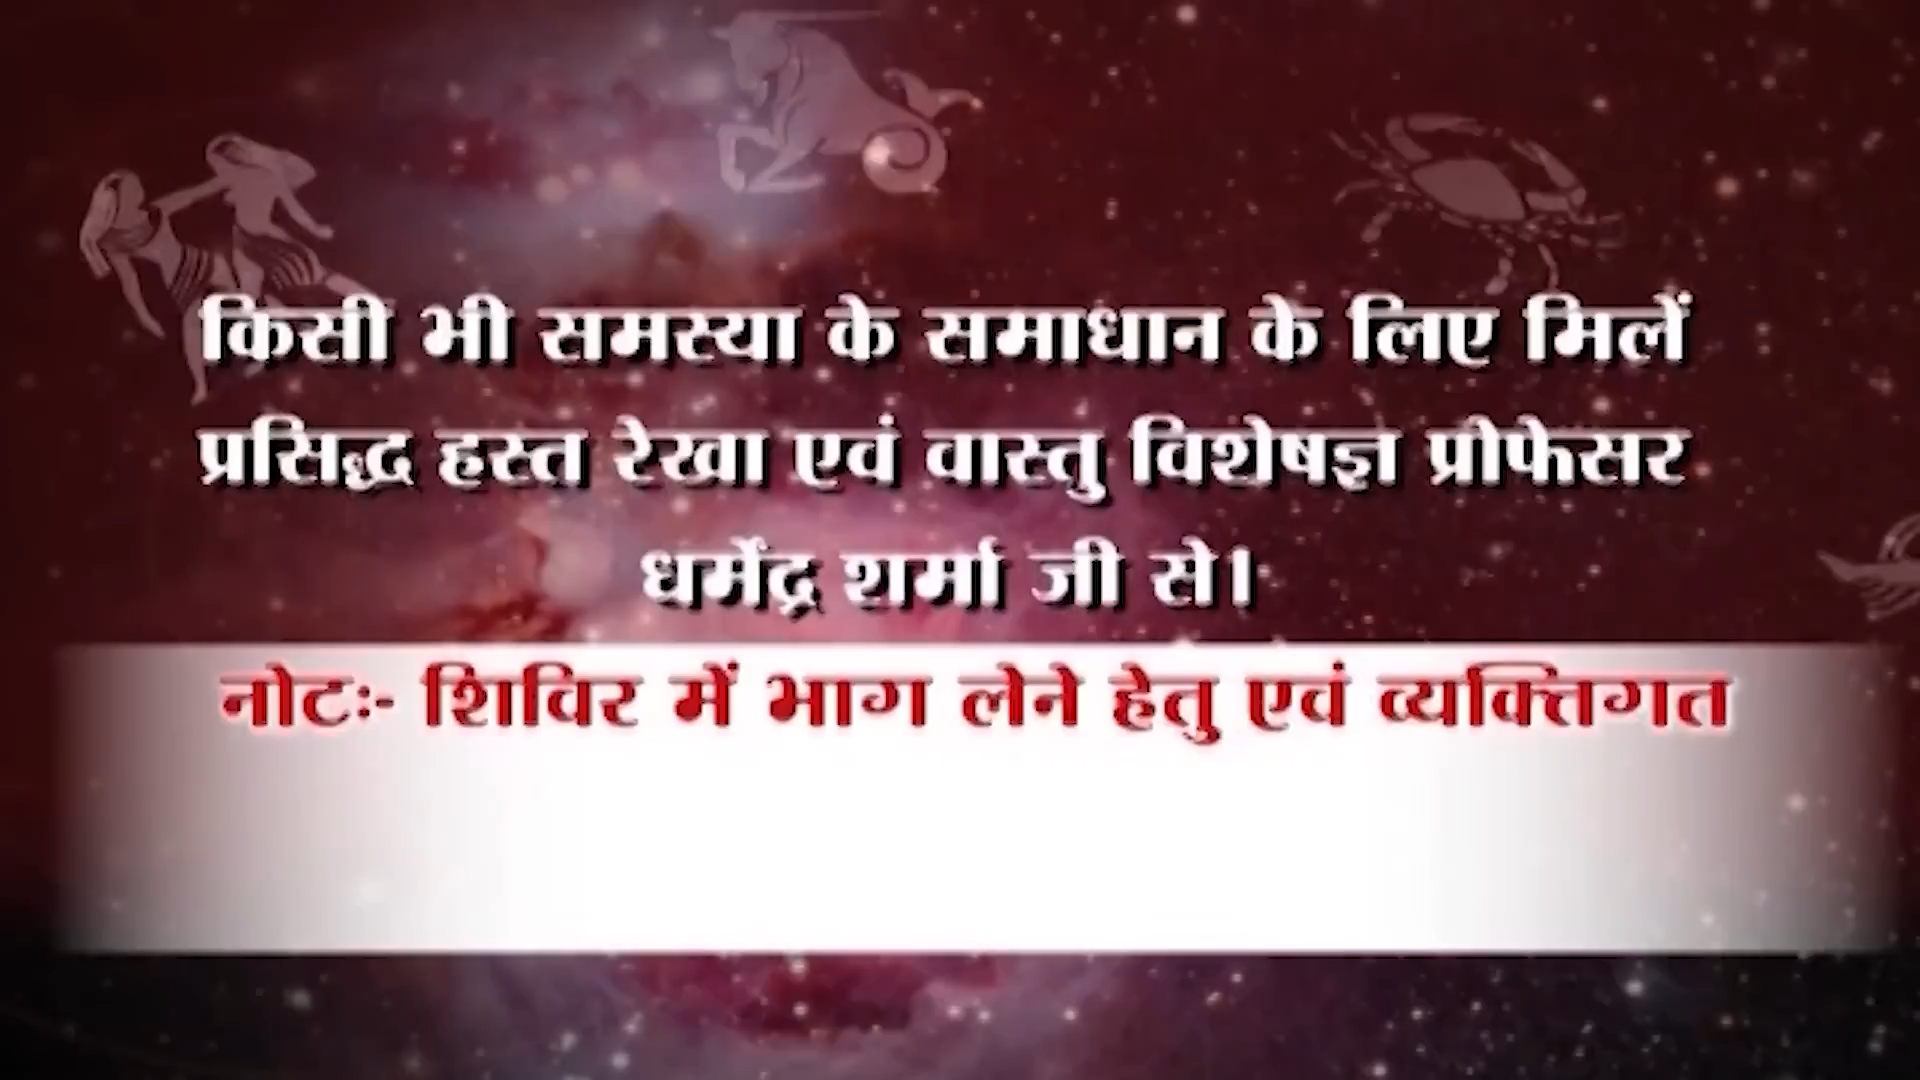 किसी भी समस्या के समाधान के लिए मिलें
प्रसिद्ध हस्त रेखा एवं वास्तु विशेषज्ञ प्रोफेसर
धर्मेंद्र शर्मा जी से।
नोटः- शिविर में भाग लेने हेतु एवं व्यक्तिगत